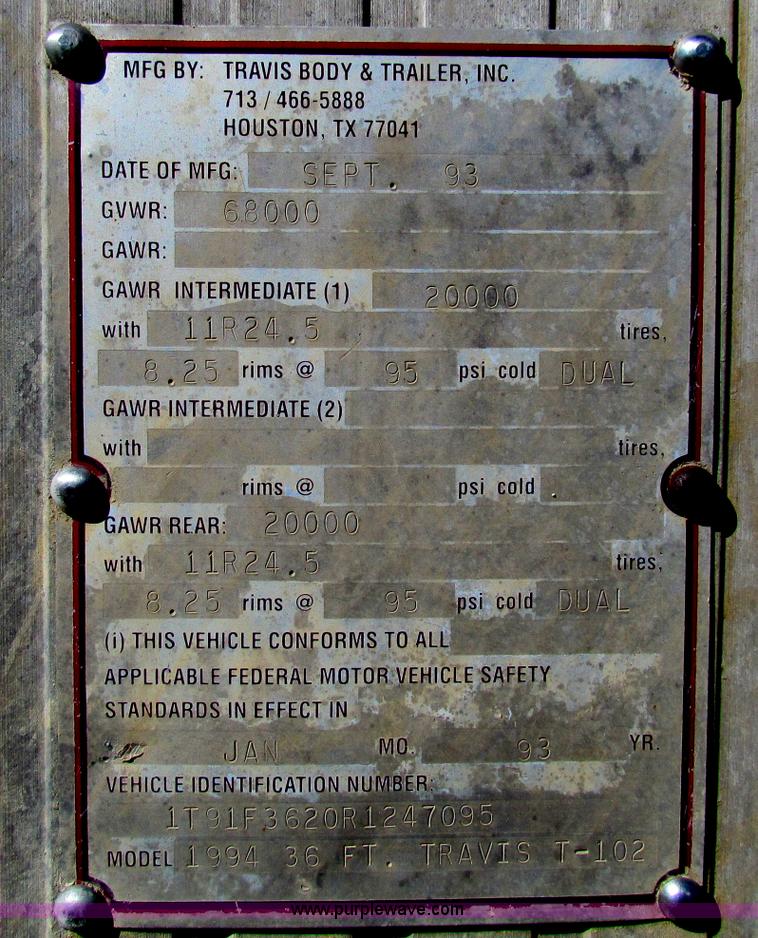 MFG BY: TRAVIS BODY & TRAILER, INC.
713 / 466-5888
HOUSTON, TX 77041
DATE OF MFG: SEPT. 93
GVWR: 68000
GAWR:
GAWR INTERMEDIATE (1) 20000
with 11R24.5 tires,
8.25 rims @ 95 psi cold DUAL
GAWR INTERMEDIATE (2)
with tires,
rims @ psi cold .
GAWR REAR: 20000
with 11R24.5 tires,
8.25 rims @ 95 psi cold DUAL
(i) THIS VEHICLE CONFORMS TO ALL
APPLICABLE FEDERAL MOTOR VEHICLE SAFETY
STANDARDS IN EFFECT IN
JAN MO. 93 YR.
VEHICLE IDENTIFICATION NUMBER:
1T91F3620R1247095
MODEL 1994 36 FT. TRAVIS T-102
www.purplewave.com